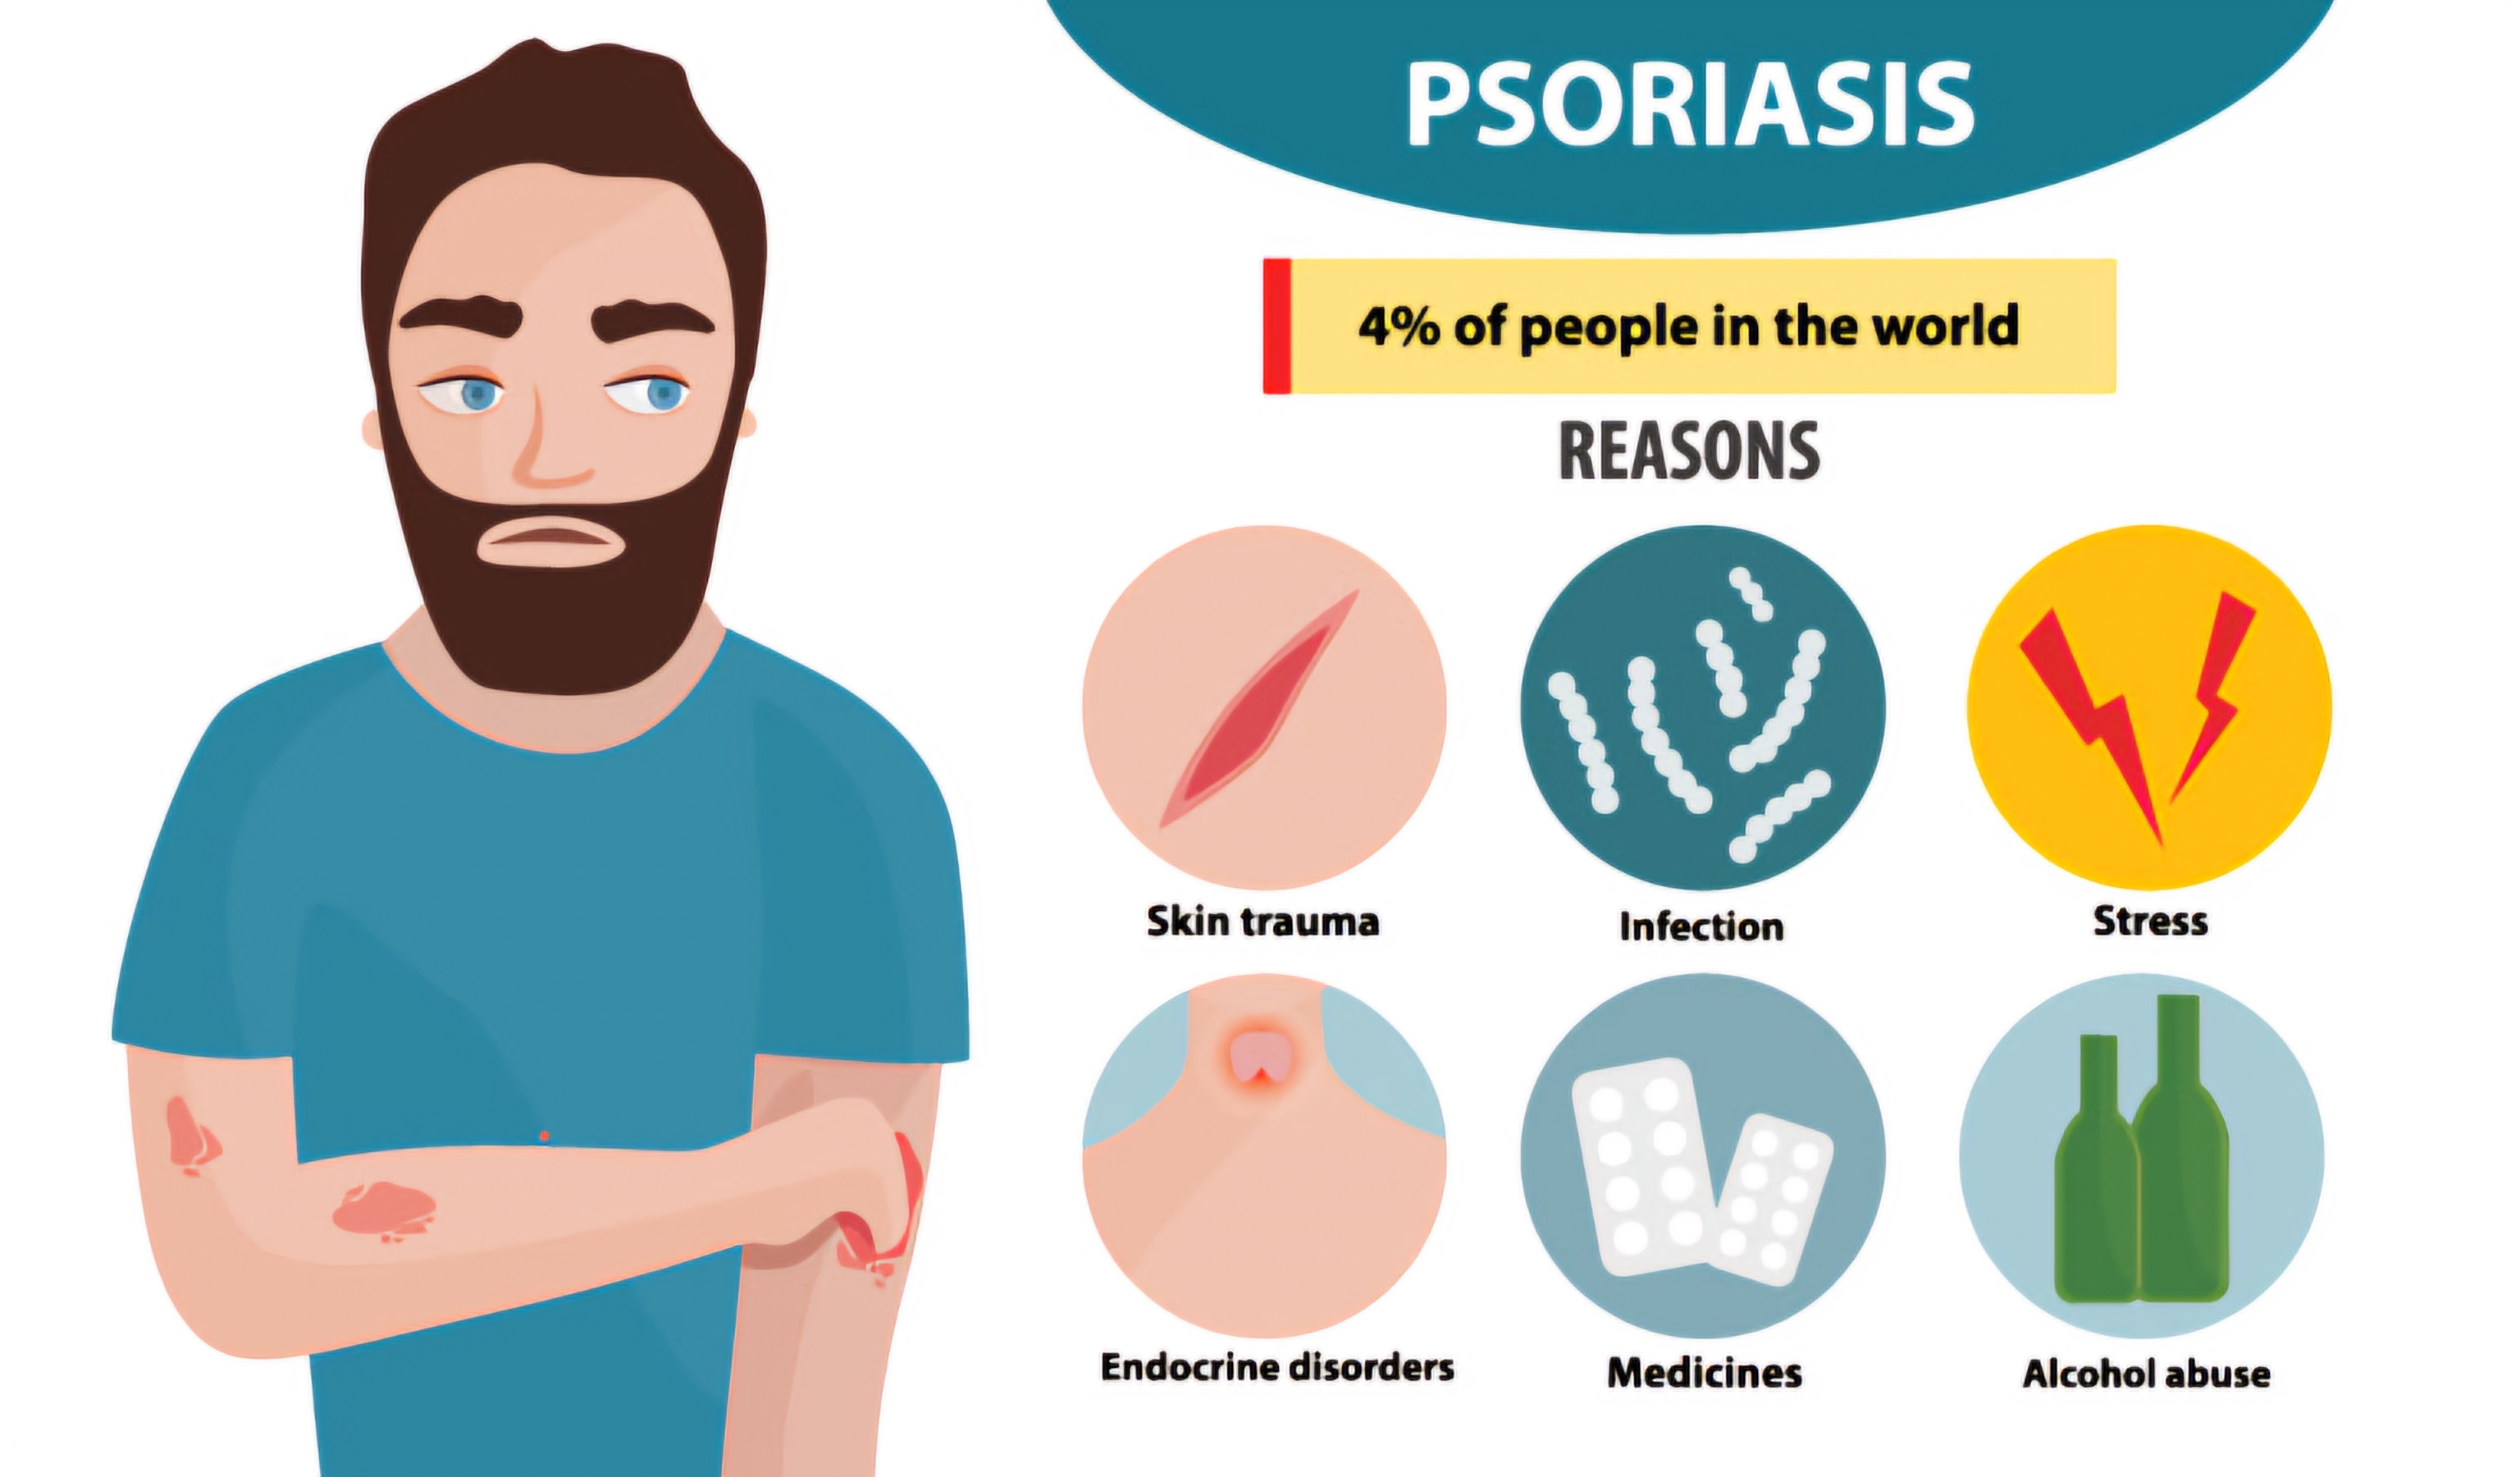 PSORIASIS
4% of people in the world
REASONS
Skin trauma
Infection
Stress
Endocrine disorders
Medicines
Alcohol abuse